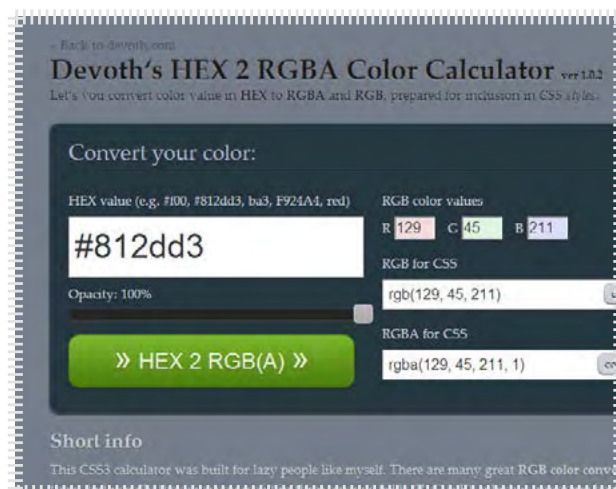 ← Back to devoth.com
Devoth's HEX 2 RGBA Color Calculator ver 1.0.2
Let's you convert color value in HEX to RGBA and RGB, prepared for inclusion in CSS styles.
Convert your color:
HEX value (e.g. #f00, #812dd3, ba3, F924A4, red)
#812dd3
Opacity: 100%
» HEX 2 RGB(A) »
RGB color values
R 129 G 45 B 211
RGB for CSS
rgb(129, 45, 211)
RGBA for CSS
rgba(129, 45, 211, 1)
Short info
This CSS3 calculator was built for lazy people like myself. There are many great RGB color